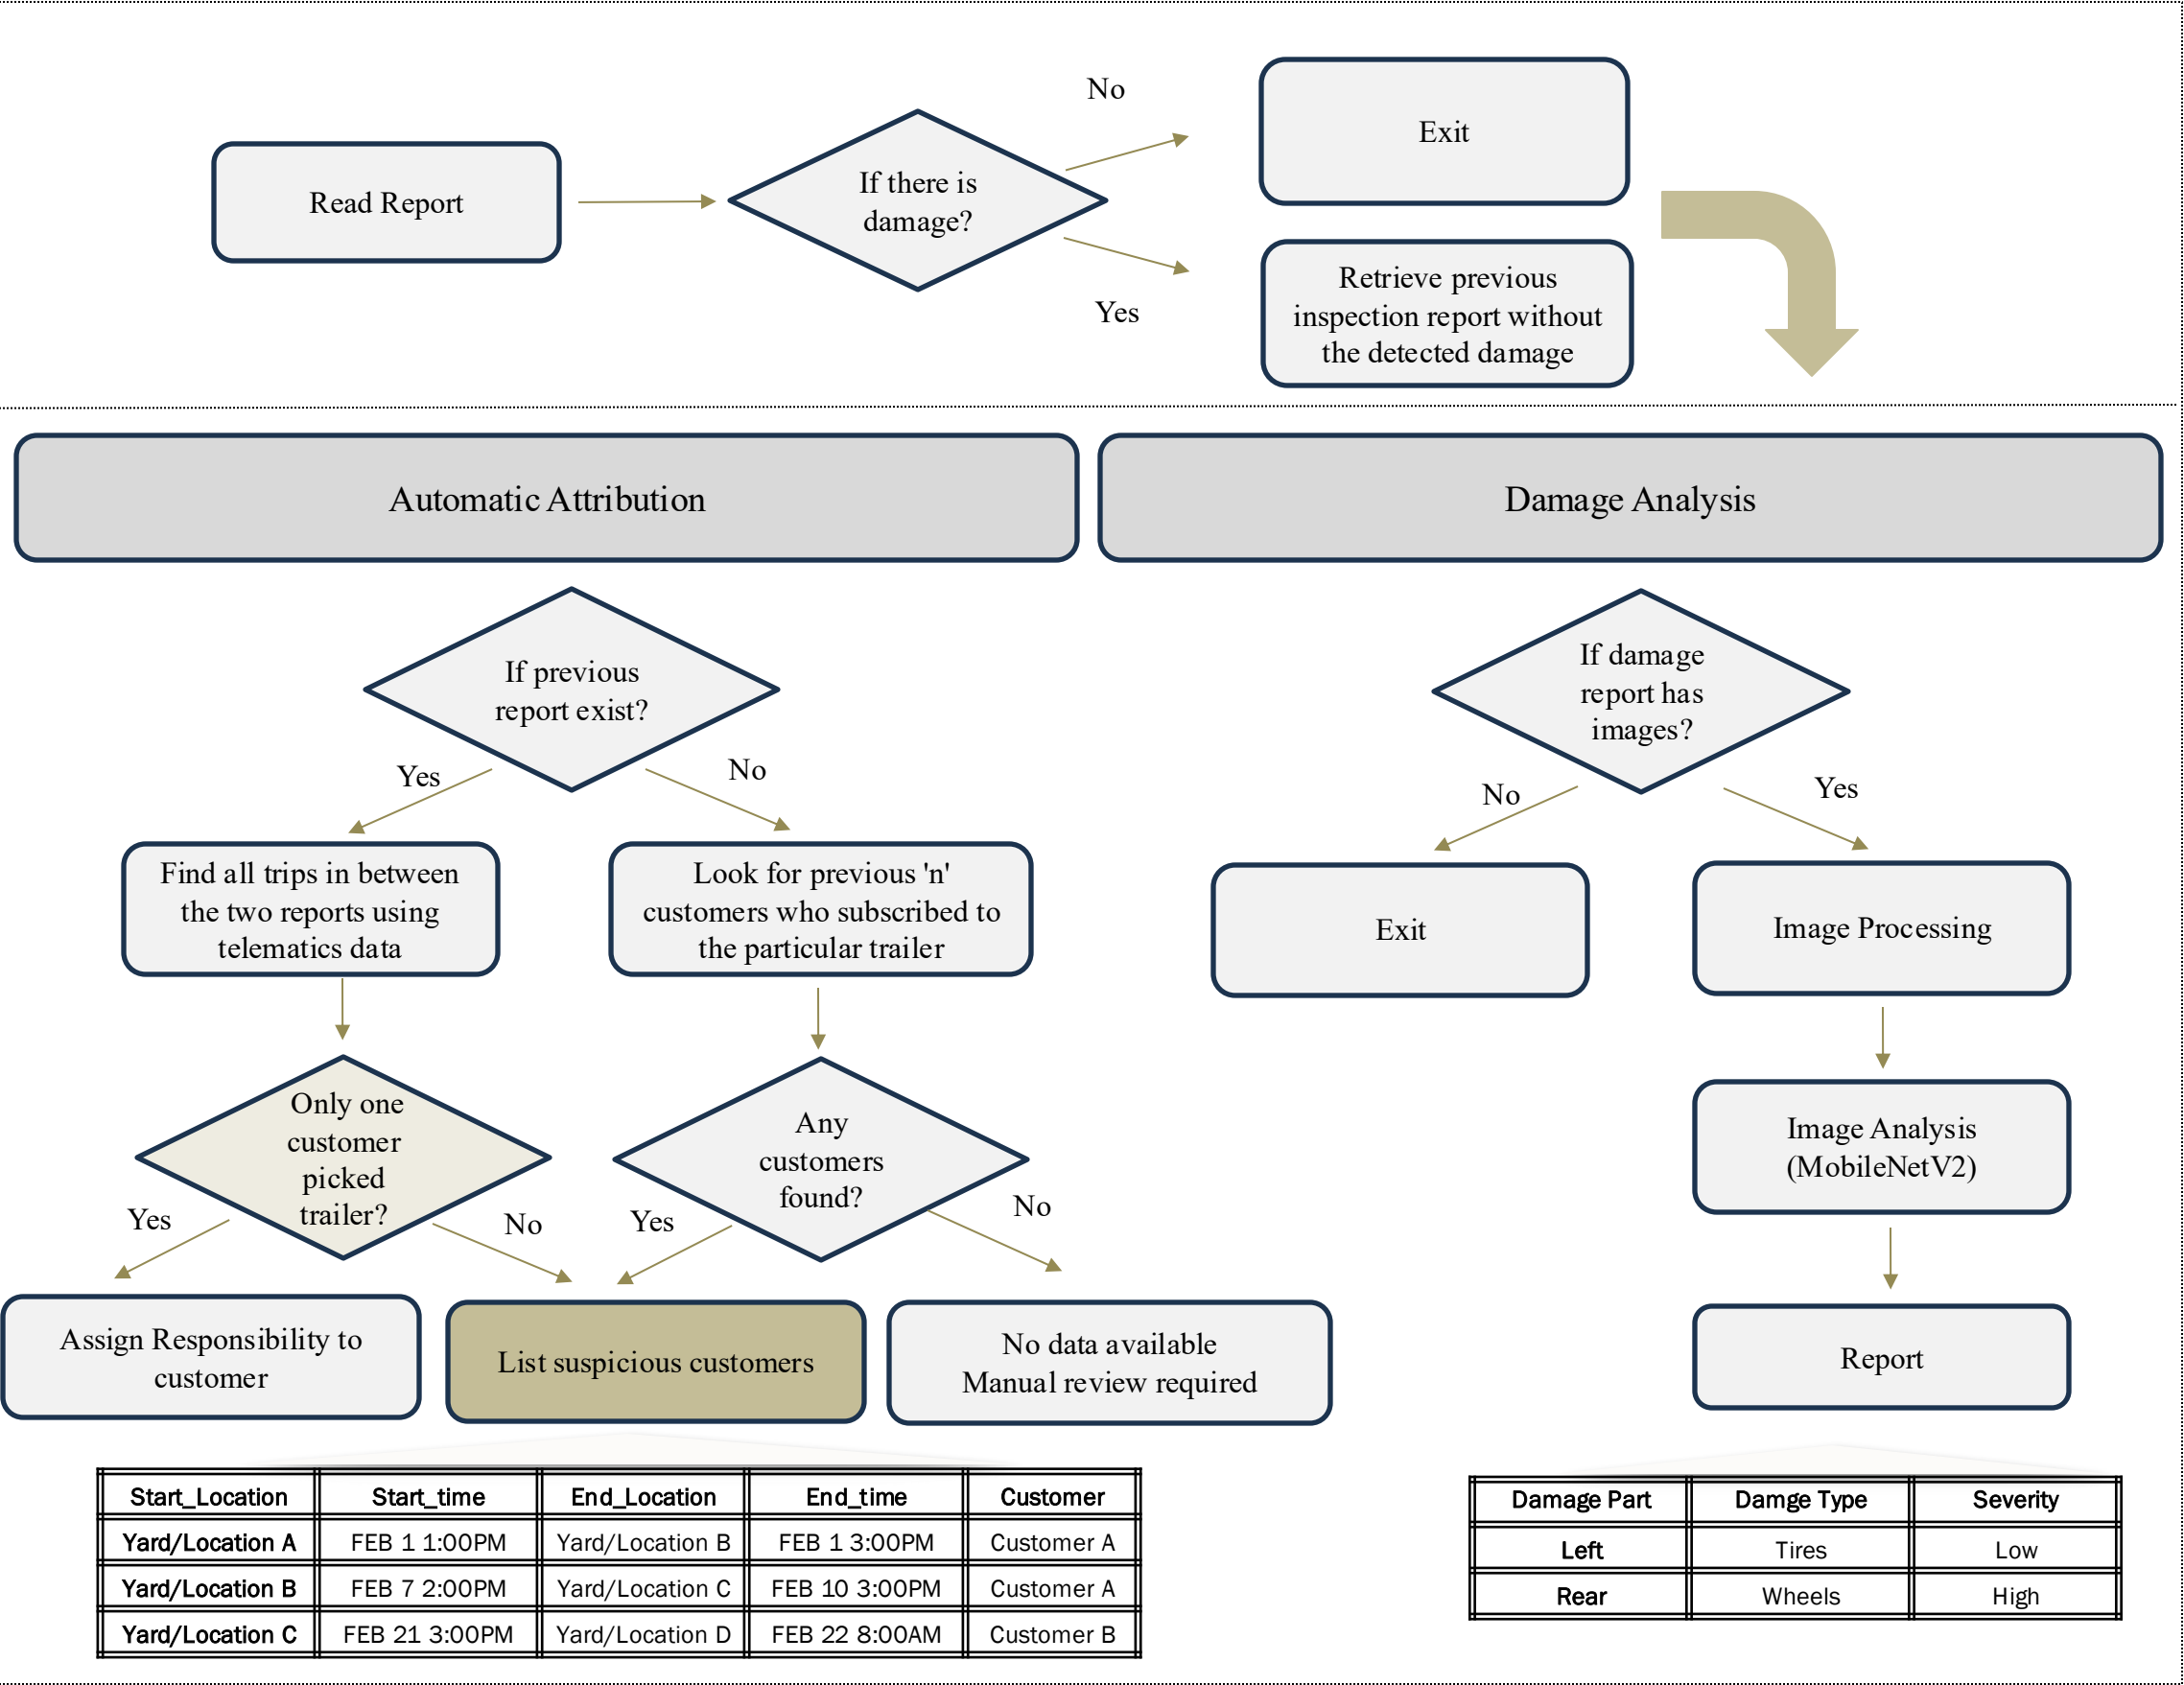 No
Exit
Read Report
If there is
damage?
Yes
Retrieve previous
inspection report without
the detected damage
Automatic Attribution
Damage Analysis
If previous
report exist?
If damage
report has
images?
Yes
No
No
Yes
Find all trips in between
the two reports using
telematics data
Look for previous 'n'
customers who subscribed to
the particular trailer
Exit
Image Processing
Only one
customer
picked
trailer?
Any
customers
found?
Image Analysis
(MobileNetV2)
Yes
No
Yes
No
Assign Responsibility to
customer
List suspicious customers
No data available
Manual review required
Report
Start_Location Start_time End_Location End_time Customer
Yard/Location A FEB 1 1:00PM Yard/Location B FEB 1 3:00PM Customer A
Yard/Location B FEB 7 2:00PM Yard/Location C FEB 10 3:00PM Customer A
Yard/Location C FEB 21 3:00PM Yard/Location D FEB 22 8:00AM Customer B
Damage Part Damge Type Severity
Left Tires Low
Rear Wheels High